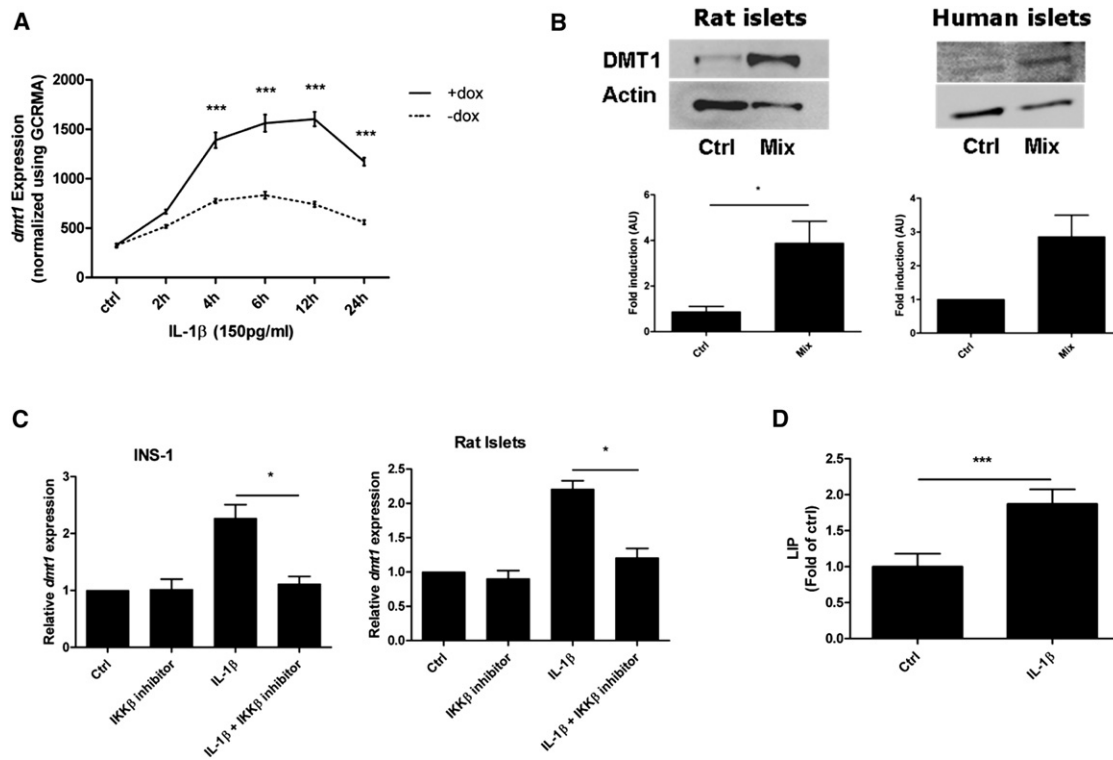 A
2000
1500
1000
500
0
dmt1 Expression
(normalized using GCRMA)
*** *** *** ***
+dox
-dox
ctrl 2h 4h 6h 12h 24h
IL-1β (150pg/ml)
B
Rat islets
Human islets
DMT1
Actin
Ctrl Mix
Ctrl Mix
Fold induction (AU)
6
4
2
0
*
Ctrl Mix
Fold induction (AU)
4
3
2
1
0
Ctrl Mix
C
INS-1
Relative dmt1 expression
3
2
1
0
*
Ctrl
IKKβ inhibitor
IL-1β
IL-1β + IKKβ inhibitor
Rat Islets
Relative dmt1 expression
2.5
2.0
1.5
1.0
0.5
0.0
*
Ctrl
IKKβ inhibitor
IL-1β
IL-1β + IKKβ inhibitor
D
LIP
(Fold of ctrl)
2.5
2.0
1.5
1.0
0.5
0.0
***
Ctrl
IL-1β